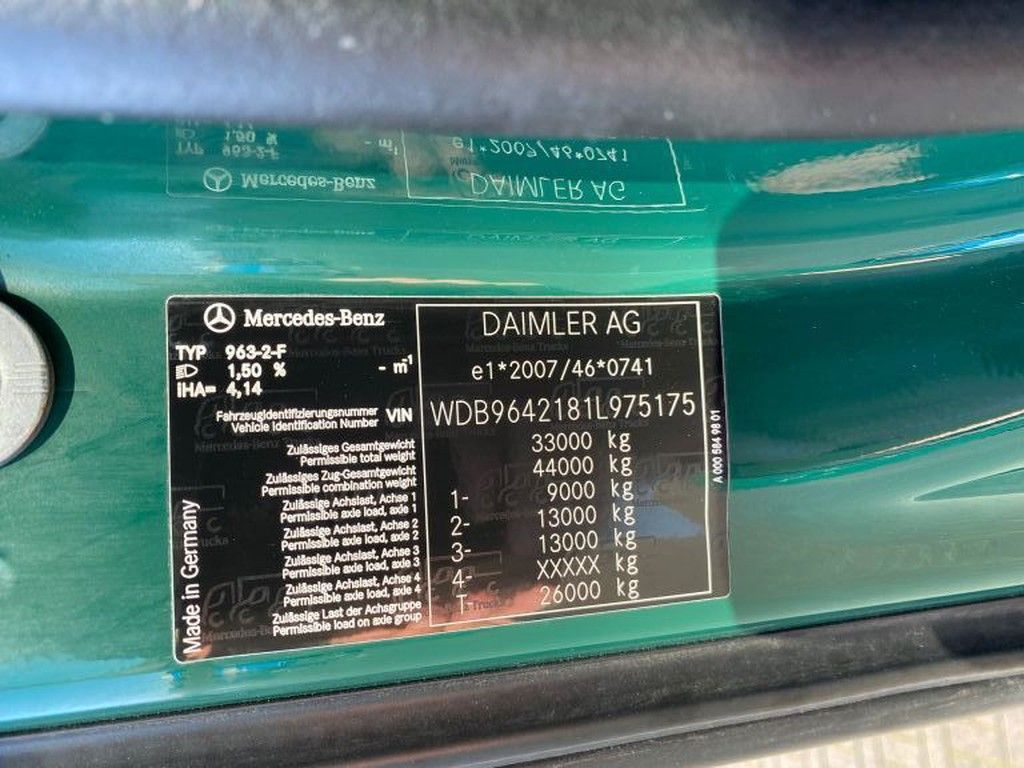 Mercedes-Benz
TYP 963-2-F
1,50 % - m⁻¹
IHA= 4,14
DAIMLER AG
e1*2007/46*0741
Fahrzeugidentifizierungsnummer
Vehicle Identification Number VIN WDB9642181L975175
Zulässiges Gesamtgewicht
Permissible total weight 33000 kg
Zulässiges Zug-Gesamtgewicht
Permissible combination weight 44000 kg
Zulässige Achslast, Achse 1
Permissible axle load, axle 1 1- 9000 kg
Zulässige Achslast, Achse 2
Permissible axle load, axle 2 2- 13000 kg
Zulässige Achslast, Achse 3
Permissible axle load, axle 3 3- 13000 kg
Zulässige Achslast, Achse 4
Permissible axle load, axle 4 4- XXXXX kg
Zulässige Last der Achsgruppe
Permissible load on axle group T 26000 kg
Made in Germany
A 000 584 98 01